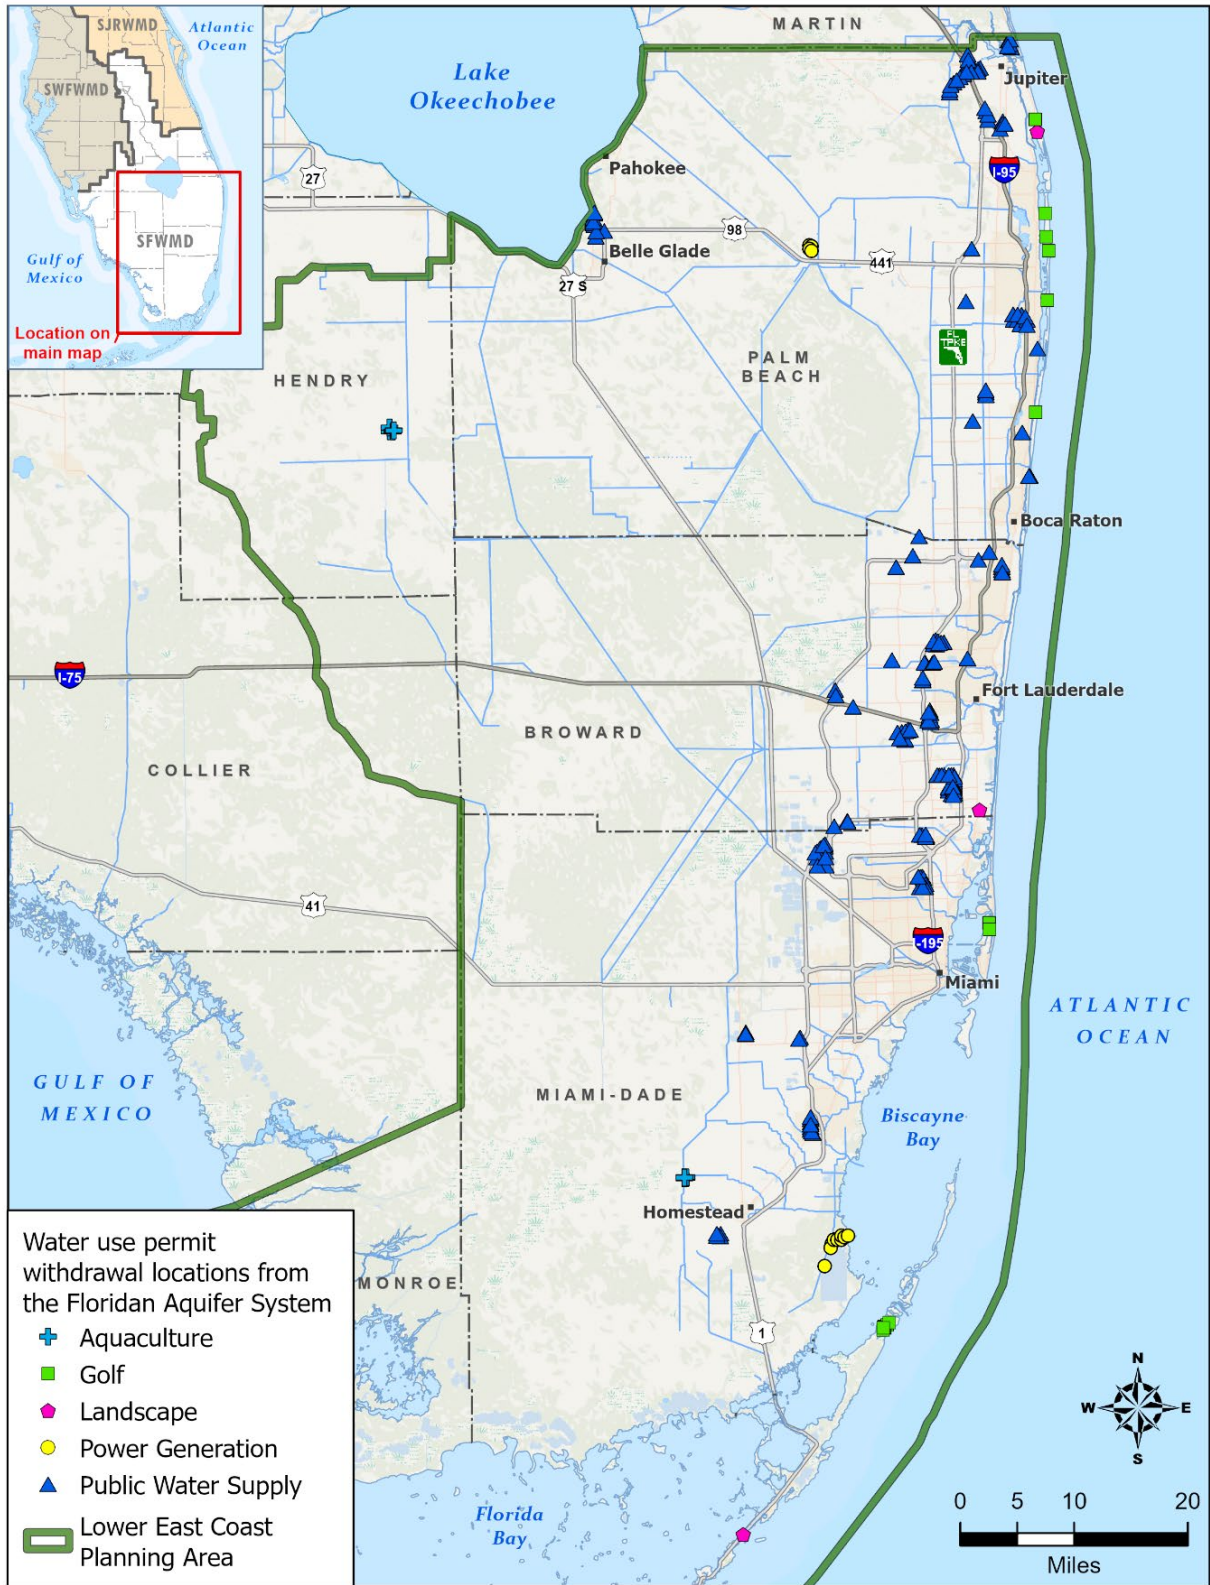 SJRWMD
Atlantic
Ocean
SWFWMD
SFWMD
Gulf of
Mexico
Location on
main map
MARTIN
Lake
Okeechobee
Jupiter
27
Pahokee
I-95
98
Belle Glade
441
27 S
FL
TPKE
PALM
BEACH
HENDRY
Boca Raton
I-75
Fort Lauderdale
BROWARD
COLLIER
41
I-195
Miami
ATLANTIC
OCEAN
GULF OF
MEXICO
MIAMI-DADE
Biscayne
Bay
Homestead
MONROE
1
Florida
Bay
Water use permit
withdrawal locations from
the Floridan Aquifer System
Aquaculture
Golf
Landscape
Power Generation
Public Water Supply
Lower East Coast
Planning Area
N
W
E
S
0 5 10 20
Miles